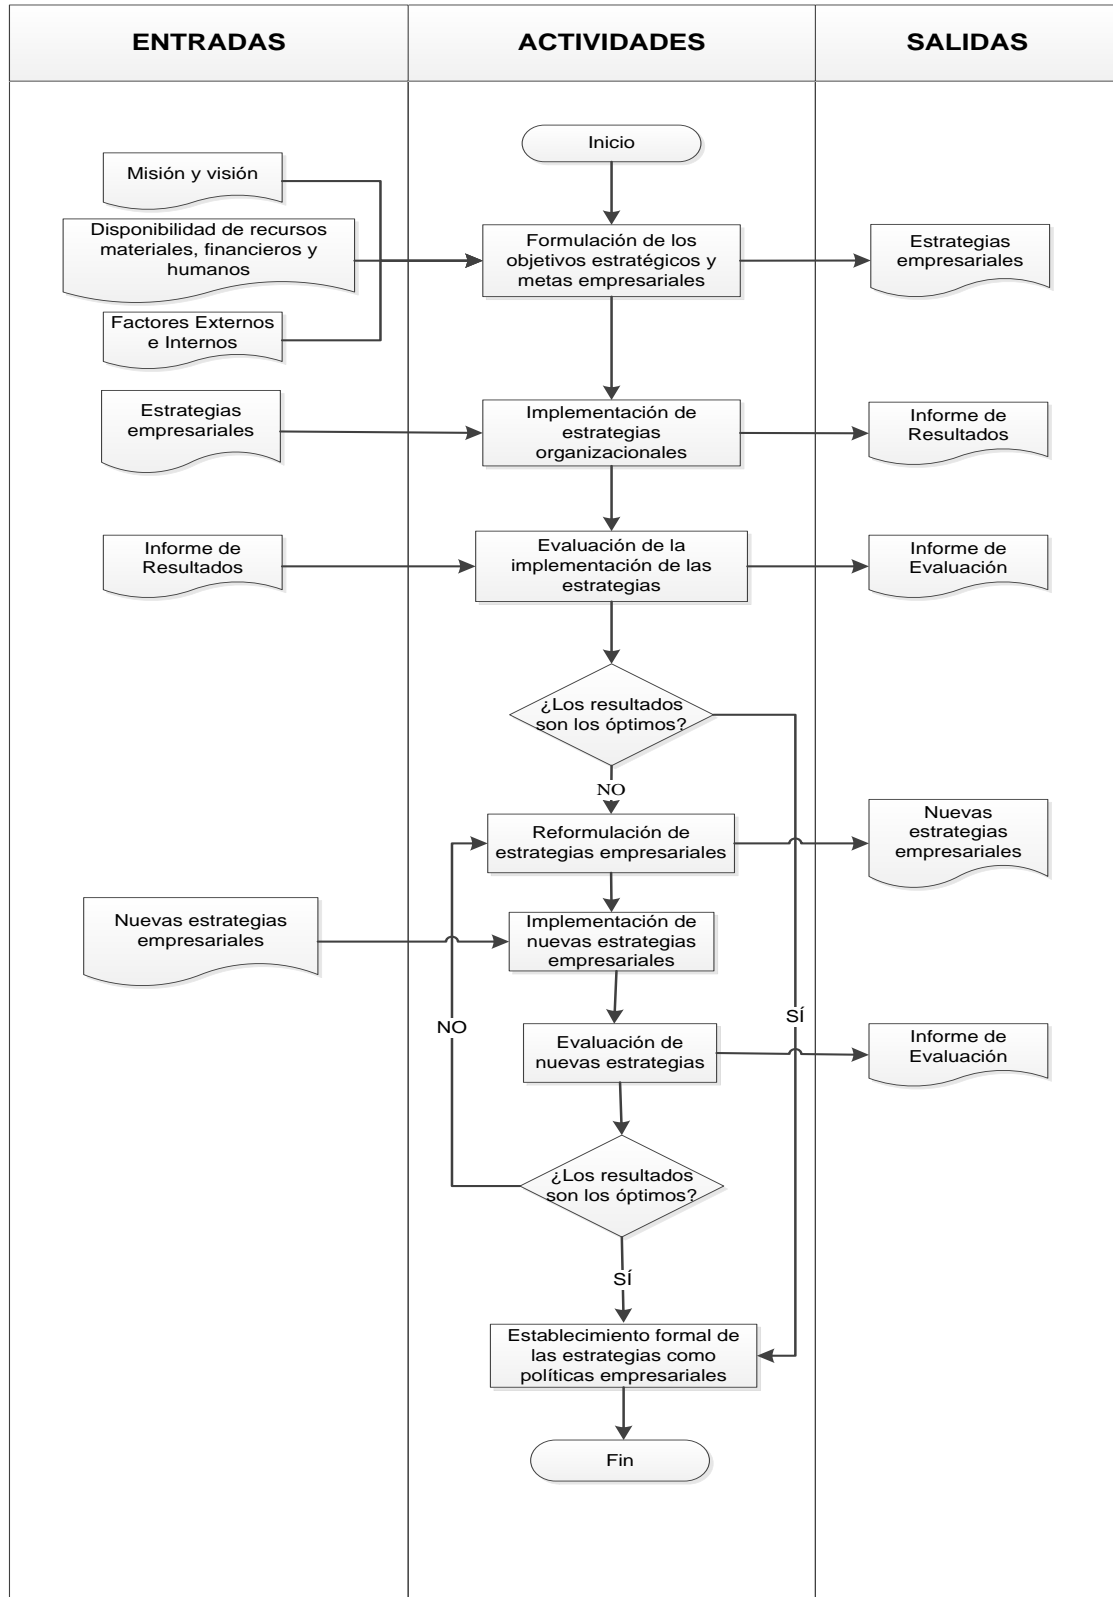 ENTRADAS
ACTIVIDADES
SALIDAS
Inicio
Misión y visión
Disponibilidad de recursos
materiales, financieros y
humanos
Factores Externos
e Internos
Formulación de los
objetivos estratégicos y
metas empresariales
Estrategias
empresariales
Estrategias
empresariales
Implementación de
estrategias
organizacionales
Informe de
Resultados
Informe de
Resultados
Evaluación de la
implementación de las
estrategias
Informe de
Evaluación
¿Los resultados
son los óptimos?
NO
Reformulación de
estrategias empresariales
Nuevas
estrategias
empresariales
Nuevas estrategias
empresariales
Implementación de
nuevas estrategias
empresariales
NO
SÍ
Evaluación de
nuevas estrategias
Informe de
Evaluación
¿Los resultados
son los óptimos?
SÍ
Establecimiento formal de
las estrategias como
políticas empresariales
Fin